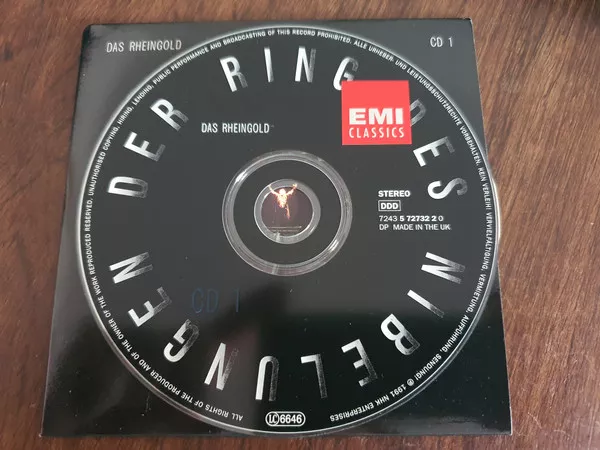 DAS RHEINGOLD
CD 1
DER RING DES NIBELUNGEN
EMI
CLASSICS
DAS RHEINGOLD
STEREO
DDD
7243 5 72732 2 0
DP MADE IN THE UK
CD 1
ALL RIGHTS OF THE PRODUCER AND OF THE OWNER OF THE WORK REPRODUCED RESERVED. UNAUTHORISED COPYING, HIRING, LENDING, PUBLIC PERFORMANCE AND BROADCASTING OF THIS RECORD PROHIBITED. ALLE URHEBER- UND LEISTUNGSSCHUTZRECHTE VORBEHALTEN. KEIN VERLEIH! VERVIELFÄLTIGUNG, VERMIETUNG, AUFFÜHRUNG, SENDUNG! ℗ 1991 NHK ENTERPRISES
LC 6646